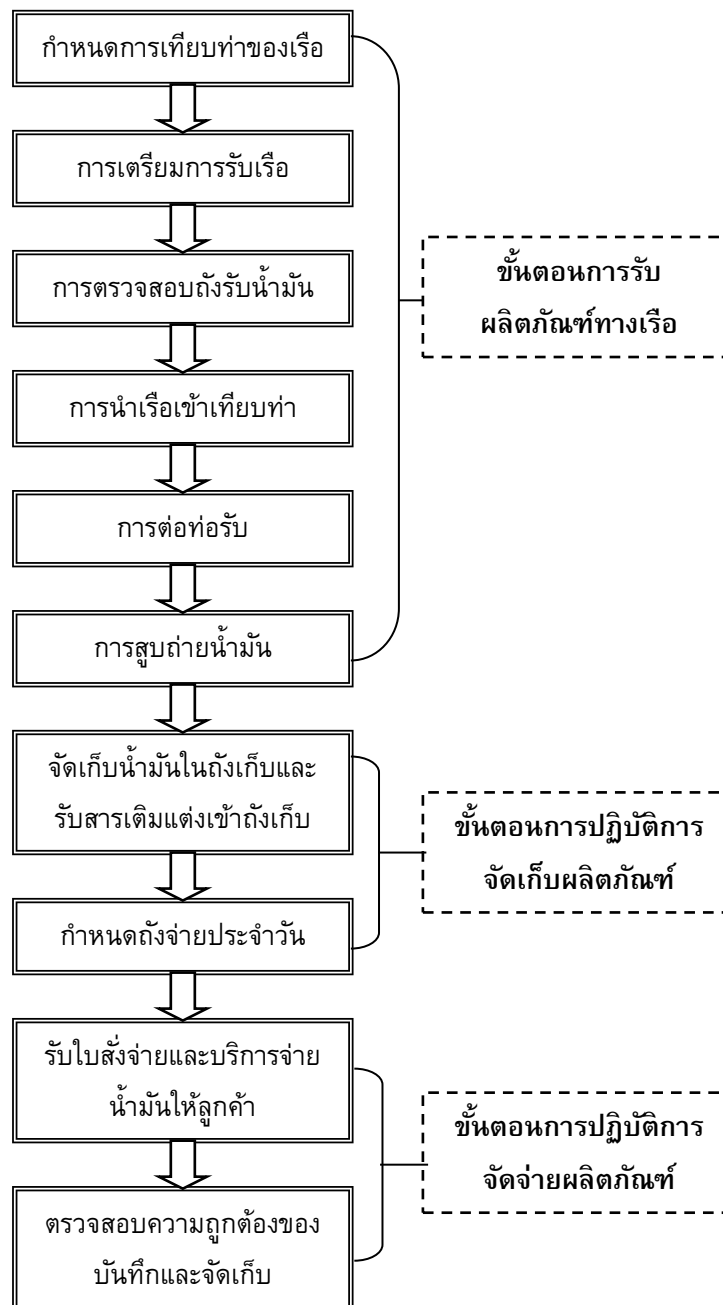 กำหนดการเทียบท่าของเรือ
การเตรียมการรับเรือ
การตรวจสอบถังรับน้ำมัน
ขั้นตอนการรับ
ผลิตภัณฑ์ทางเรือ
การนำเรือเข้าเทียบท่า
การต่อท่อรับ
การสูบถ่ายน้ำมัน
จัดเก็บน้ำมันในถังเก็บและ
รับสารเติมแต่งเข้าถังเก็บ
ขั้นตอนการปฏิบัติการ
จัดเก็บผลิตภัณฑ์
กำหนดถังจ่ายประจำวัน
รับใบสั่งจ่ายและบริการจ่าย
น้ำมันให้ลูกค้า
ขั้นตอนการปฏิบัติการ
จัดจ่ายผลิตภัณฑ์
ตรวจสอบความถูกต้องของ
บันทึกและจัดเก็บ